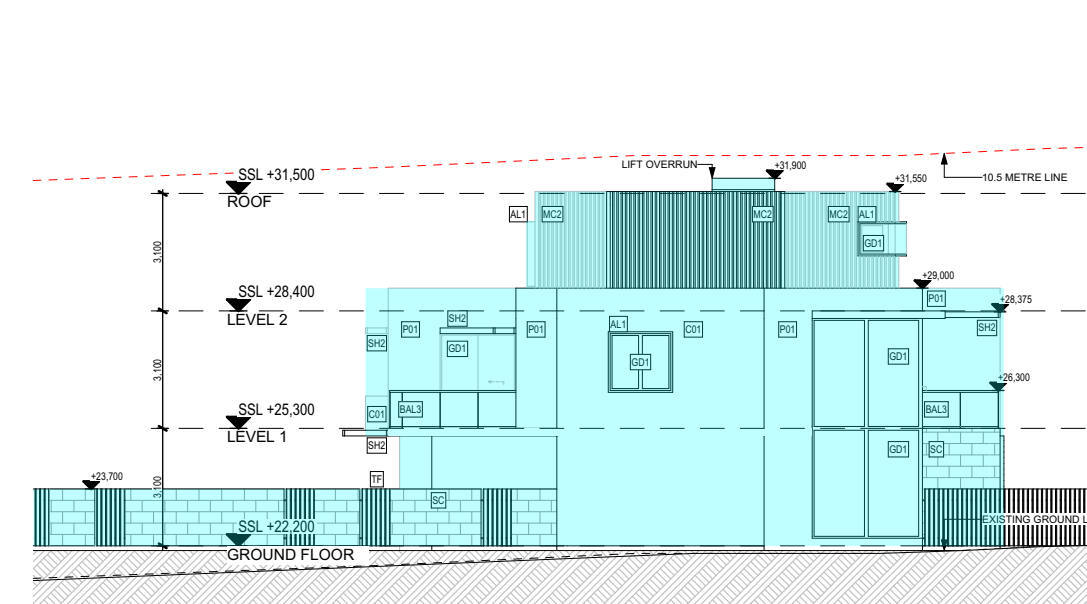 LIFT OVERRUN
+31,900
SSL +31,500
ROOF
+31,550
10.5 METRE LINE
AL1
MC2
MC2
MC2
AL1
GD1
3,100
+29,000
SSL +28,400
LEVEL 2
P01
+28,375
SH2
P01
SH2
P01
AL1
C01
P01
SH2
GD1
GD1
GD1
3,100
+26,300
SSL +25,300
LEVEL 1
C01
BAL3
BAL3
SH2
GD1
SC
TF
+23,700
3,100
SC
SSL +22,200
GROUND FLOOR
EXISTING GROUND L